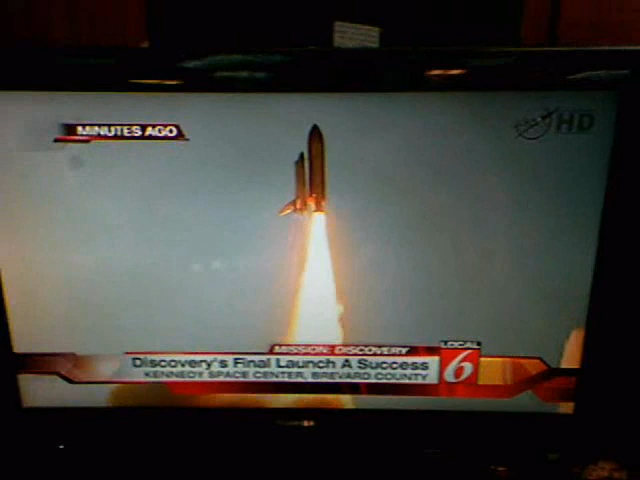 MINUTES AGO
HD
MISSION: DISCOVERY
LOCAL
6
Discovery's Final Launch A Success
KENNEDY SPACE CENTER, BREVARD COUNTY